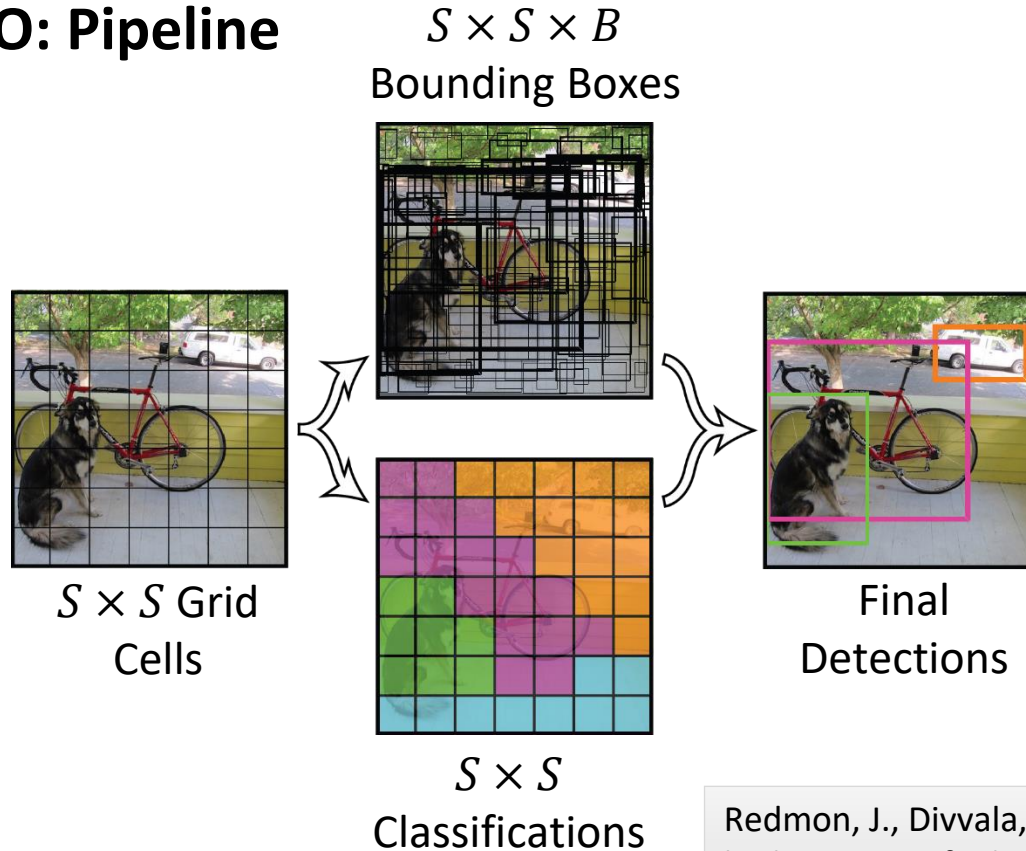 O: Pipeline
S × S × B
Bounding Boxes
S × S Grid
Cells
Final
Detections
S × S
Classifications
Redmon, J., Divvala,